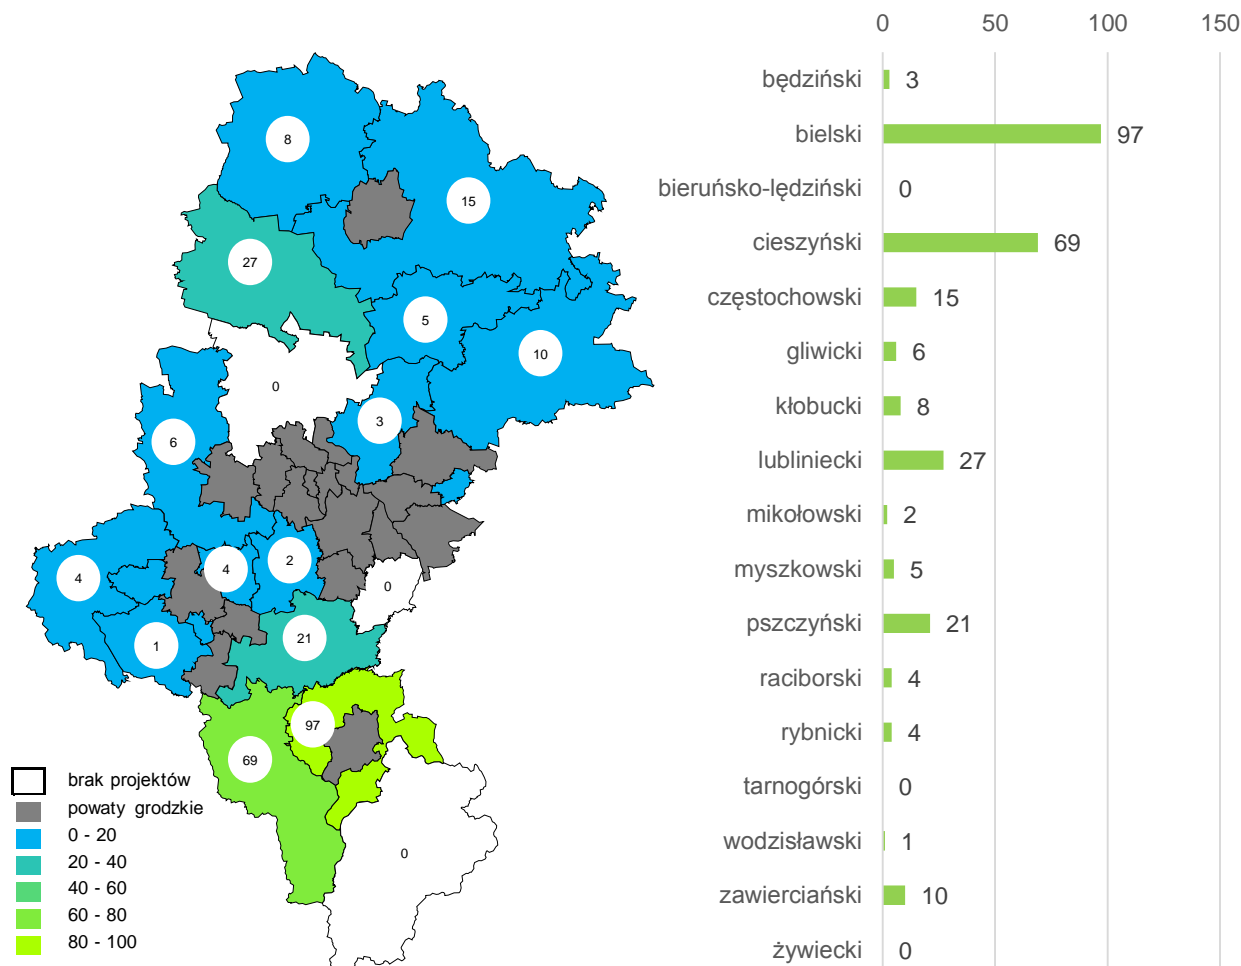 8
15
27
5
10
0
3
6
4
4
2
0
1
21
97
69
0
brak projektów
powaty grodzkie
0 - 20
20 - 40
40 - 60
60 - 80
80 - 100
0 50 100 150
będziński 3
bielski 97
bieruńsko-lędziński 0
cieszyński 69
częstochowski 15
gliwicki 6
kłobucki 8
lubliniecki 27
mikołowski 2
myszkowski 5
pszczyński 21
raciborski 4
rybnicki 4
tarnogórski 0
wodzisławski 1
zawierciański 10
żywiecki 0